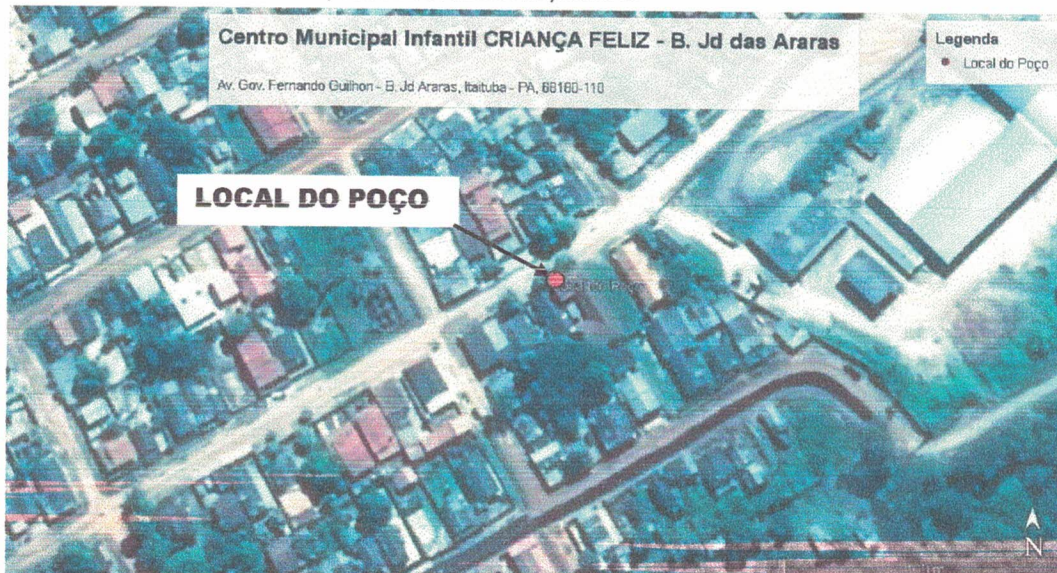 Centro Municipal Infantil CRIANÇA FELIZ - B. Jd das Araras
Av. Gov. Fernando Guilhon - B. Jd Araras, Itaituba - PA, 68180-110
Legenda
Local do Poço
LOCAL DO POÇO
N